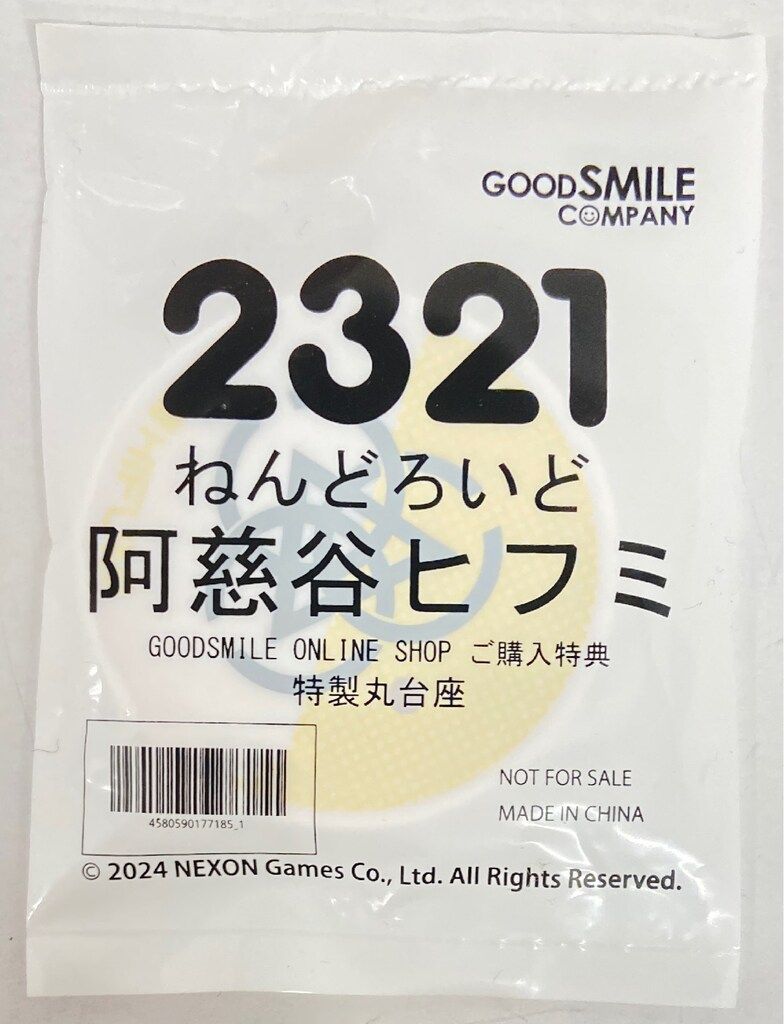 GOODSMILE
COMPANY
2321
ねんどろいど
阿慈谷ヒフミ
GOODSMILE ONLINE SHOP ご購入特典
特製丸台座
4580590177185_1
NOT FOR SALE
MADE IN CHINA
© 2024 NEXON Games Co., Ltd. All Rights Reserved.